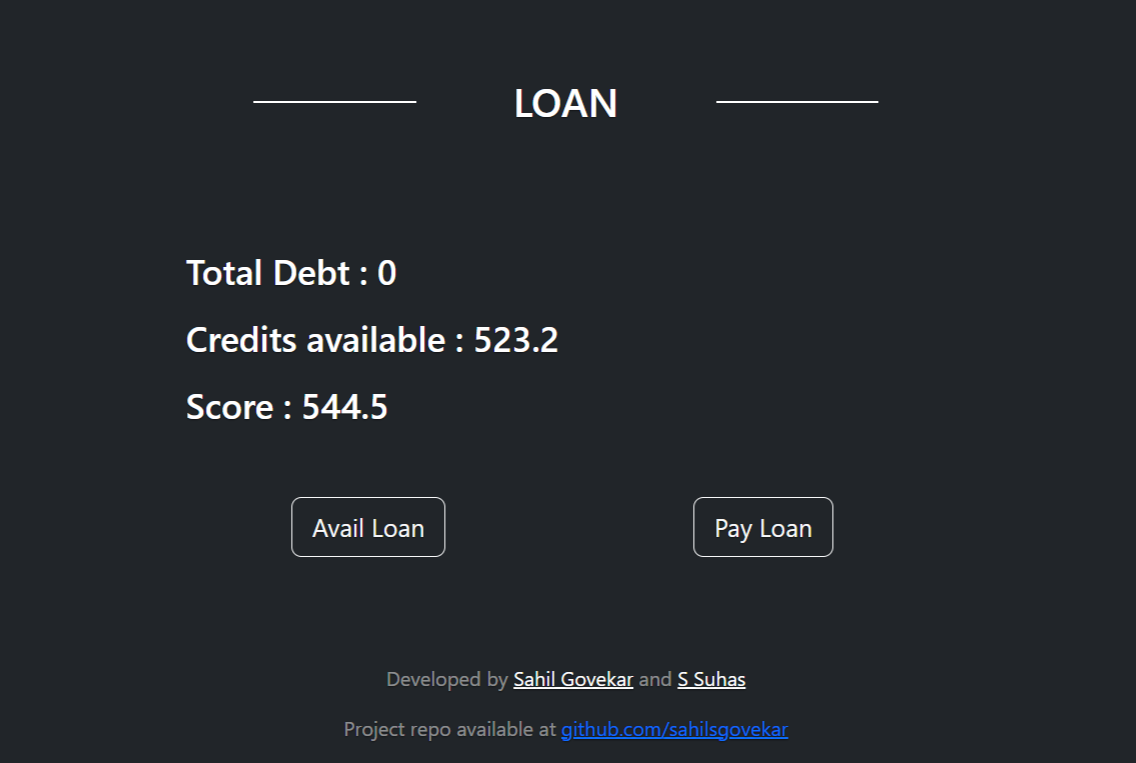 LOAN
Total Debt : 0
Credits available : 523.2
Score : 544.5
Avail Loan
Pay Loan
Developed by Sahil Govekar and S Suhas
Project repo available at github.com/sahilsgovekar